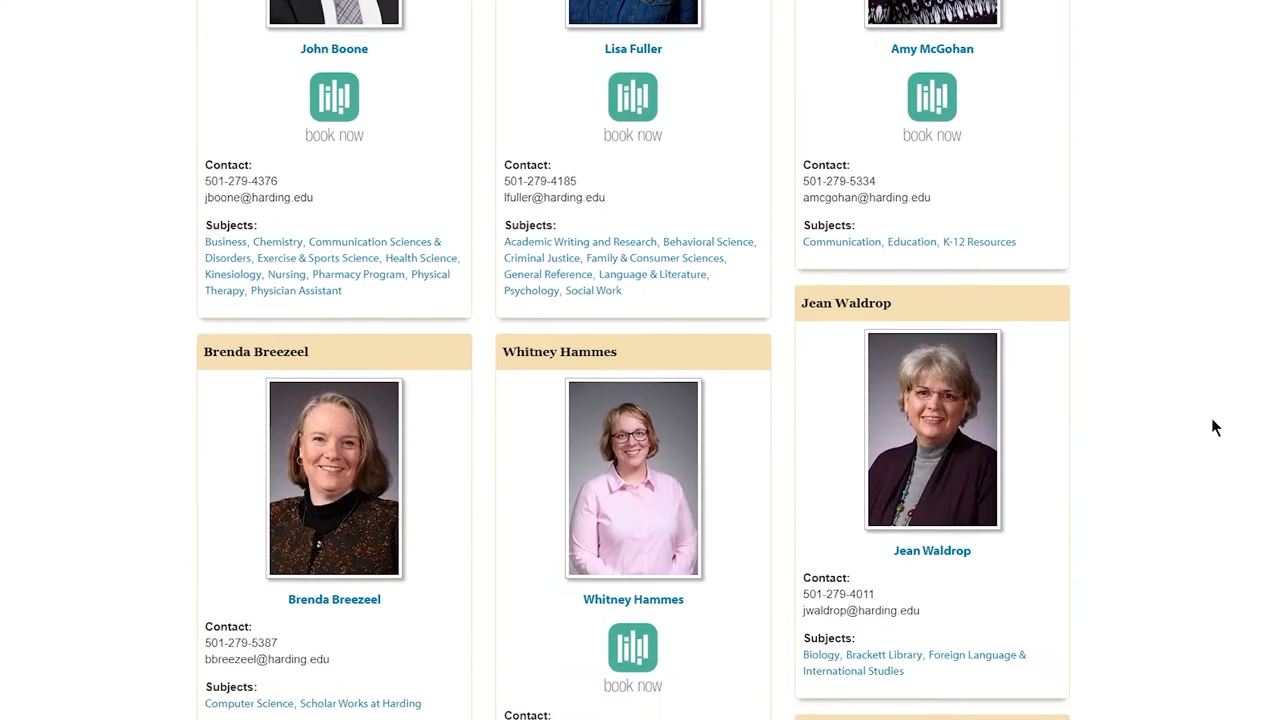 John Boone
book now
Contact:
501-279-4376
jboone@harding.edu
Subjects:
Business, Chemistry, Communication Sciences &
Disorders, Exercise & Sports Science, Health Science,
Kinesiology, Nursing, Pharmacy Program, Physical
Therapy, Physician Assistant
Brenda Breezeel
Brenda Breezeel
Contact:
501-279-5387
bbreezeel@harding.edu
Subjects:
Computer Science, Scholar Works at Harding
Lisa Fuller
book now
Contact:
501-279-4185
lfuller@harding.edu
Subjects:
Academic Writing and Research, Behavioral Science,
Criminal Justice, Family & Consumer Sciences,
General Reference, Language & Literature,
Psychology, Social Work
Whitney Hammes
Whitney Hammes
book now
Contact:
Amy McGohan
book now
Contact:
501-279-5334
amcgohan@harding.edu
Subjects:
Communication, Education, K-12 Resources
Jean Waldrop
Jean Waldrop
Contact:
501-279-4011
jwaldrop@harding.edu
Subjects:
Biology, Brackett Library, Foreign Language &
International Studies